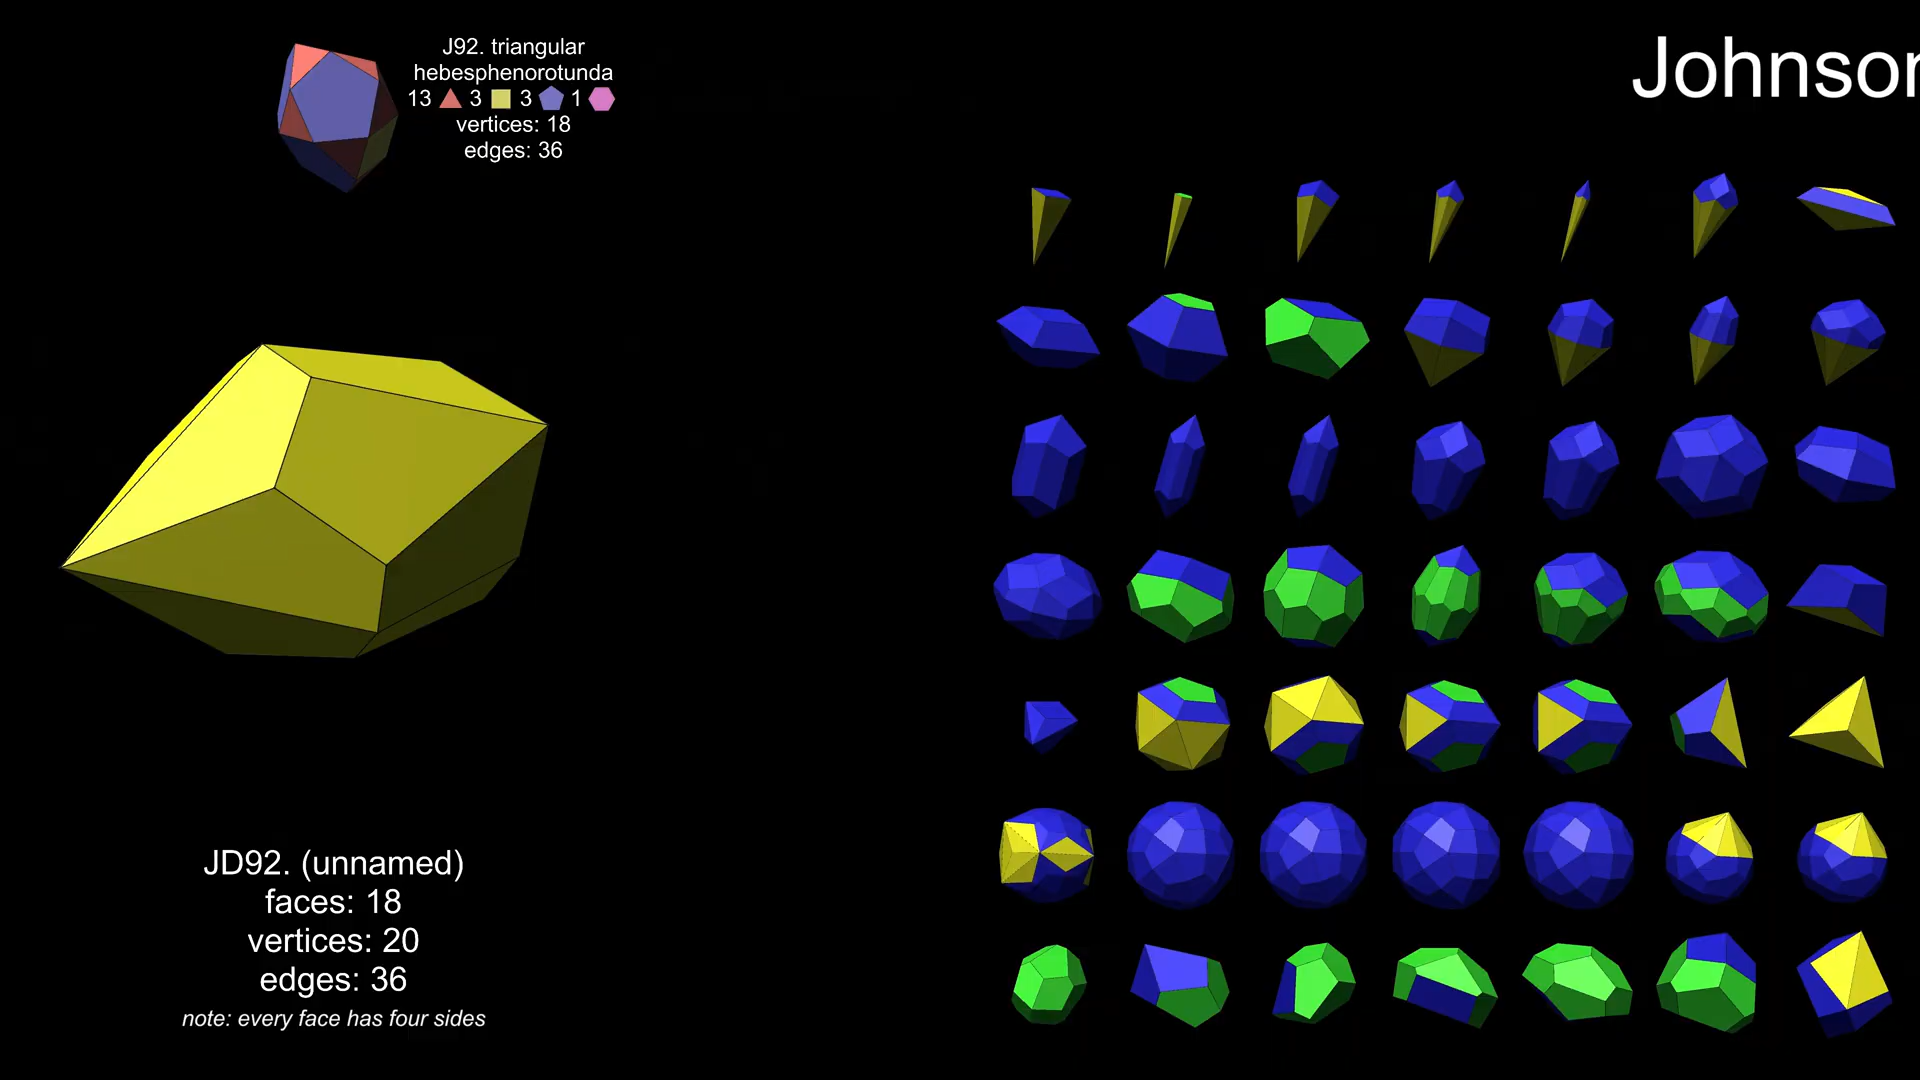 J92. triangular
hebesphenorotunda
13 3 3 1
vertices: 18
edges: 36
Johnson
JD92. (unnamed)
faces: 18
vertices: 20
edges: 36
note: every face has four sides